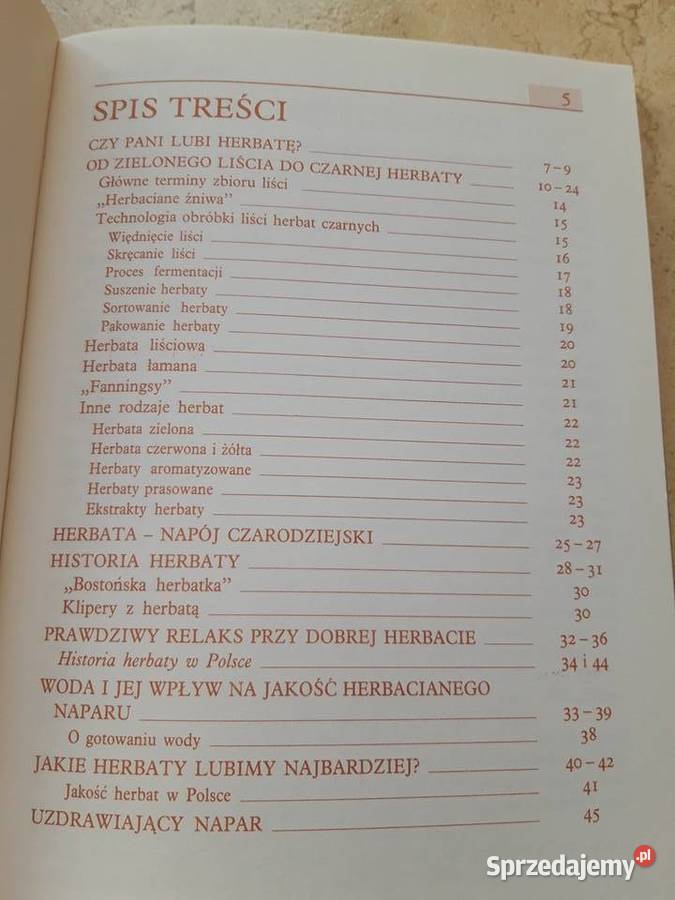 5
SPIS TREŚCI
CZY PANI LUBI HERBATĘ? 7–9
OD ZIELONEGO LIŚCIA DO CZARNEJ HERBATY 10–24
Główne terminy zbioru liści 14
„Herbaciane żniwa” 15
Technologia obróbki liści herbat czarnych 15
Więdnięcie liści 16
Skręcanie liści 17
Proces fermentacji 18
Suszenie herbaty 18
Sortowanie herbaty 19
Pakowanie herbaty 20
Herbata liściowa 20
Herbata łamana 21
„Fanningsy” 21
Inne rodzaje herbat 22
Herbata zielona 22
Herbata czerwona i żółta 22
Herbaty aromatyzowane 23
Herbaty prasowane 23
Ekstrakty herbaty 23
HERBATA – NAPÓJ CZARODZIEJSKI 25–27
HISTORIA HERBATY 28–31
„Bostońska herbatka” 30
Klipery z herbatą 30
PRAWDZIWY RELAKS PRZY DOBREJ HERBACIE 32–36
Historia herbaty w Polsce 34 i 44
WODA I JEJ WPŁYW NA JAKOŚĆ HERBACIANEGO
NAPARU 33–39
O gotowaniu wody 38
JAKIE HERBATY LUBIMY NAJBARDZIEJ? 40–42
Jakość herbat w Polsce 41
UZDRAWIAJĄCY NAPAR 45
Sprzedajemy.pl